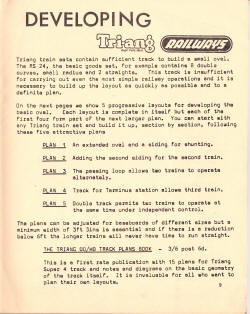 DEVELOPING
Triang RAILWAYS
Triang train sets contain sufficient track to build a small oval.
The RS 24, the basic goods set, for example contains 8 double
curves, small radius and 2 straights. This track is insufficient
for carrying out even the most simple railway operations and it is
necessary to build up the layout as quickly as possible and to a
definite plan.
On the next pages we show 5 progressive layouts for developing the
basic oval. Each layout is complete in itself but each of the
first four form part of the next larger plan. You can start with
any Triang train set and build it up, section by section, following
these five attractive plans
PLAN 1 An extended oval and a siding for shunting.
PLAN 2 Adding the second siding for the second train.
PLAN 3 The passing loop allows two trains to operate
alternately.
PLAN 4 Track for Terminus station allows third train.
PLAN 5 Double track permits two trains to operate at
the same time under independent control.
The plans can be adjusted for baseboards of different sizes but a
minimum width of 3ft 6ins is essential and if there is a reduction
below 6ft the longer trains will never have time to run straight.
THE TRIANG OO/HO TRACK PLANS BOOK - 3/6 post 6d.
This is a first rate publication with 15 plans for Triang
Super 4 track and notes and diagrams on the basic geometry
of the track itself. It is invaluable for all who want to
plan their own layouts.
9